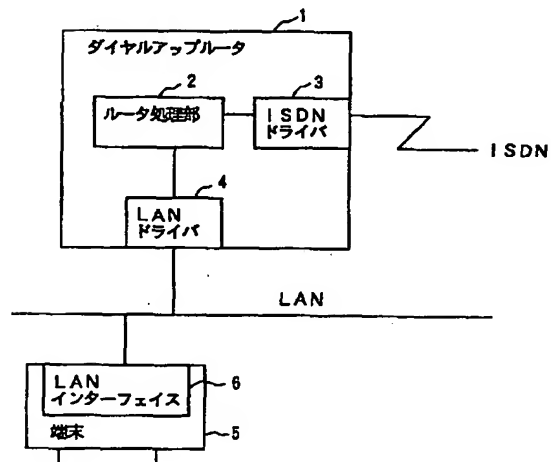 1
ダイヤルアップルータ
2
3
ルータ処理部
ISDN
ドライバ
ISDN
4
LAN
ドライバ
LAN
LAN
インターフェイス
6
端末
5